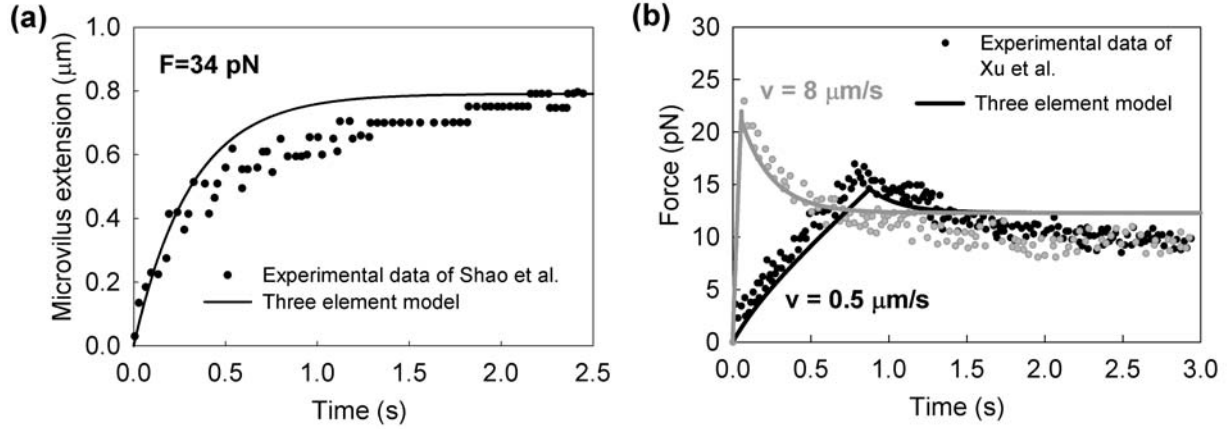 (a)
1.0
0.8
0.6
0.4
0.2
0.0
Microvilus extension (μm)
F=34 pN
Experimental data of Shao et al.
Three element model
0.0 0.5 1.0 1.5 2.0 2.5
Time (s)
(b)
30
25
20
15
10
5
0
Force (pN)
v = 8 μm/s
Experimental data of
Xu et al.
Three element model
v = 0.5 μm/s
0.0 0.5 1.0 1.5 2.0 2.5 3.0
Time (s)